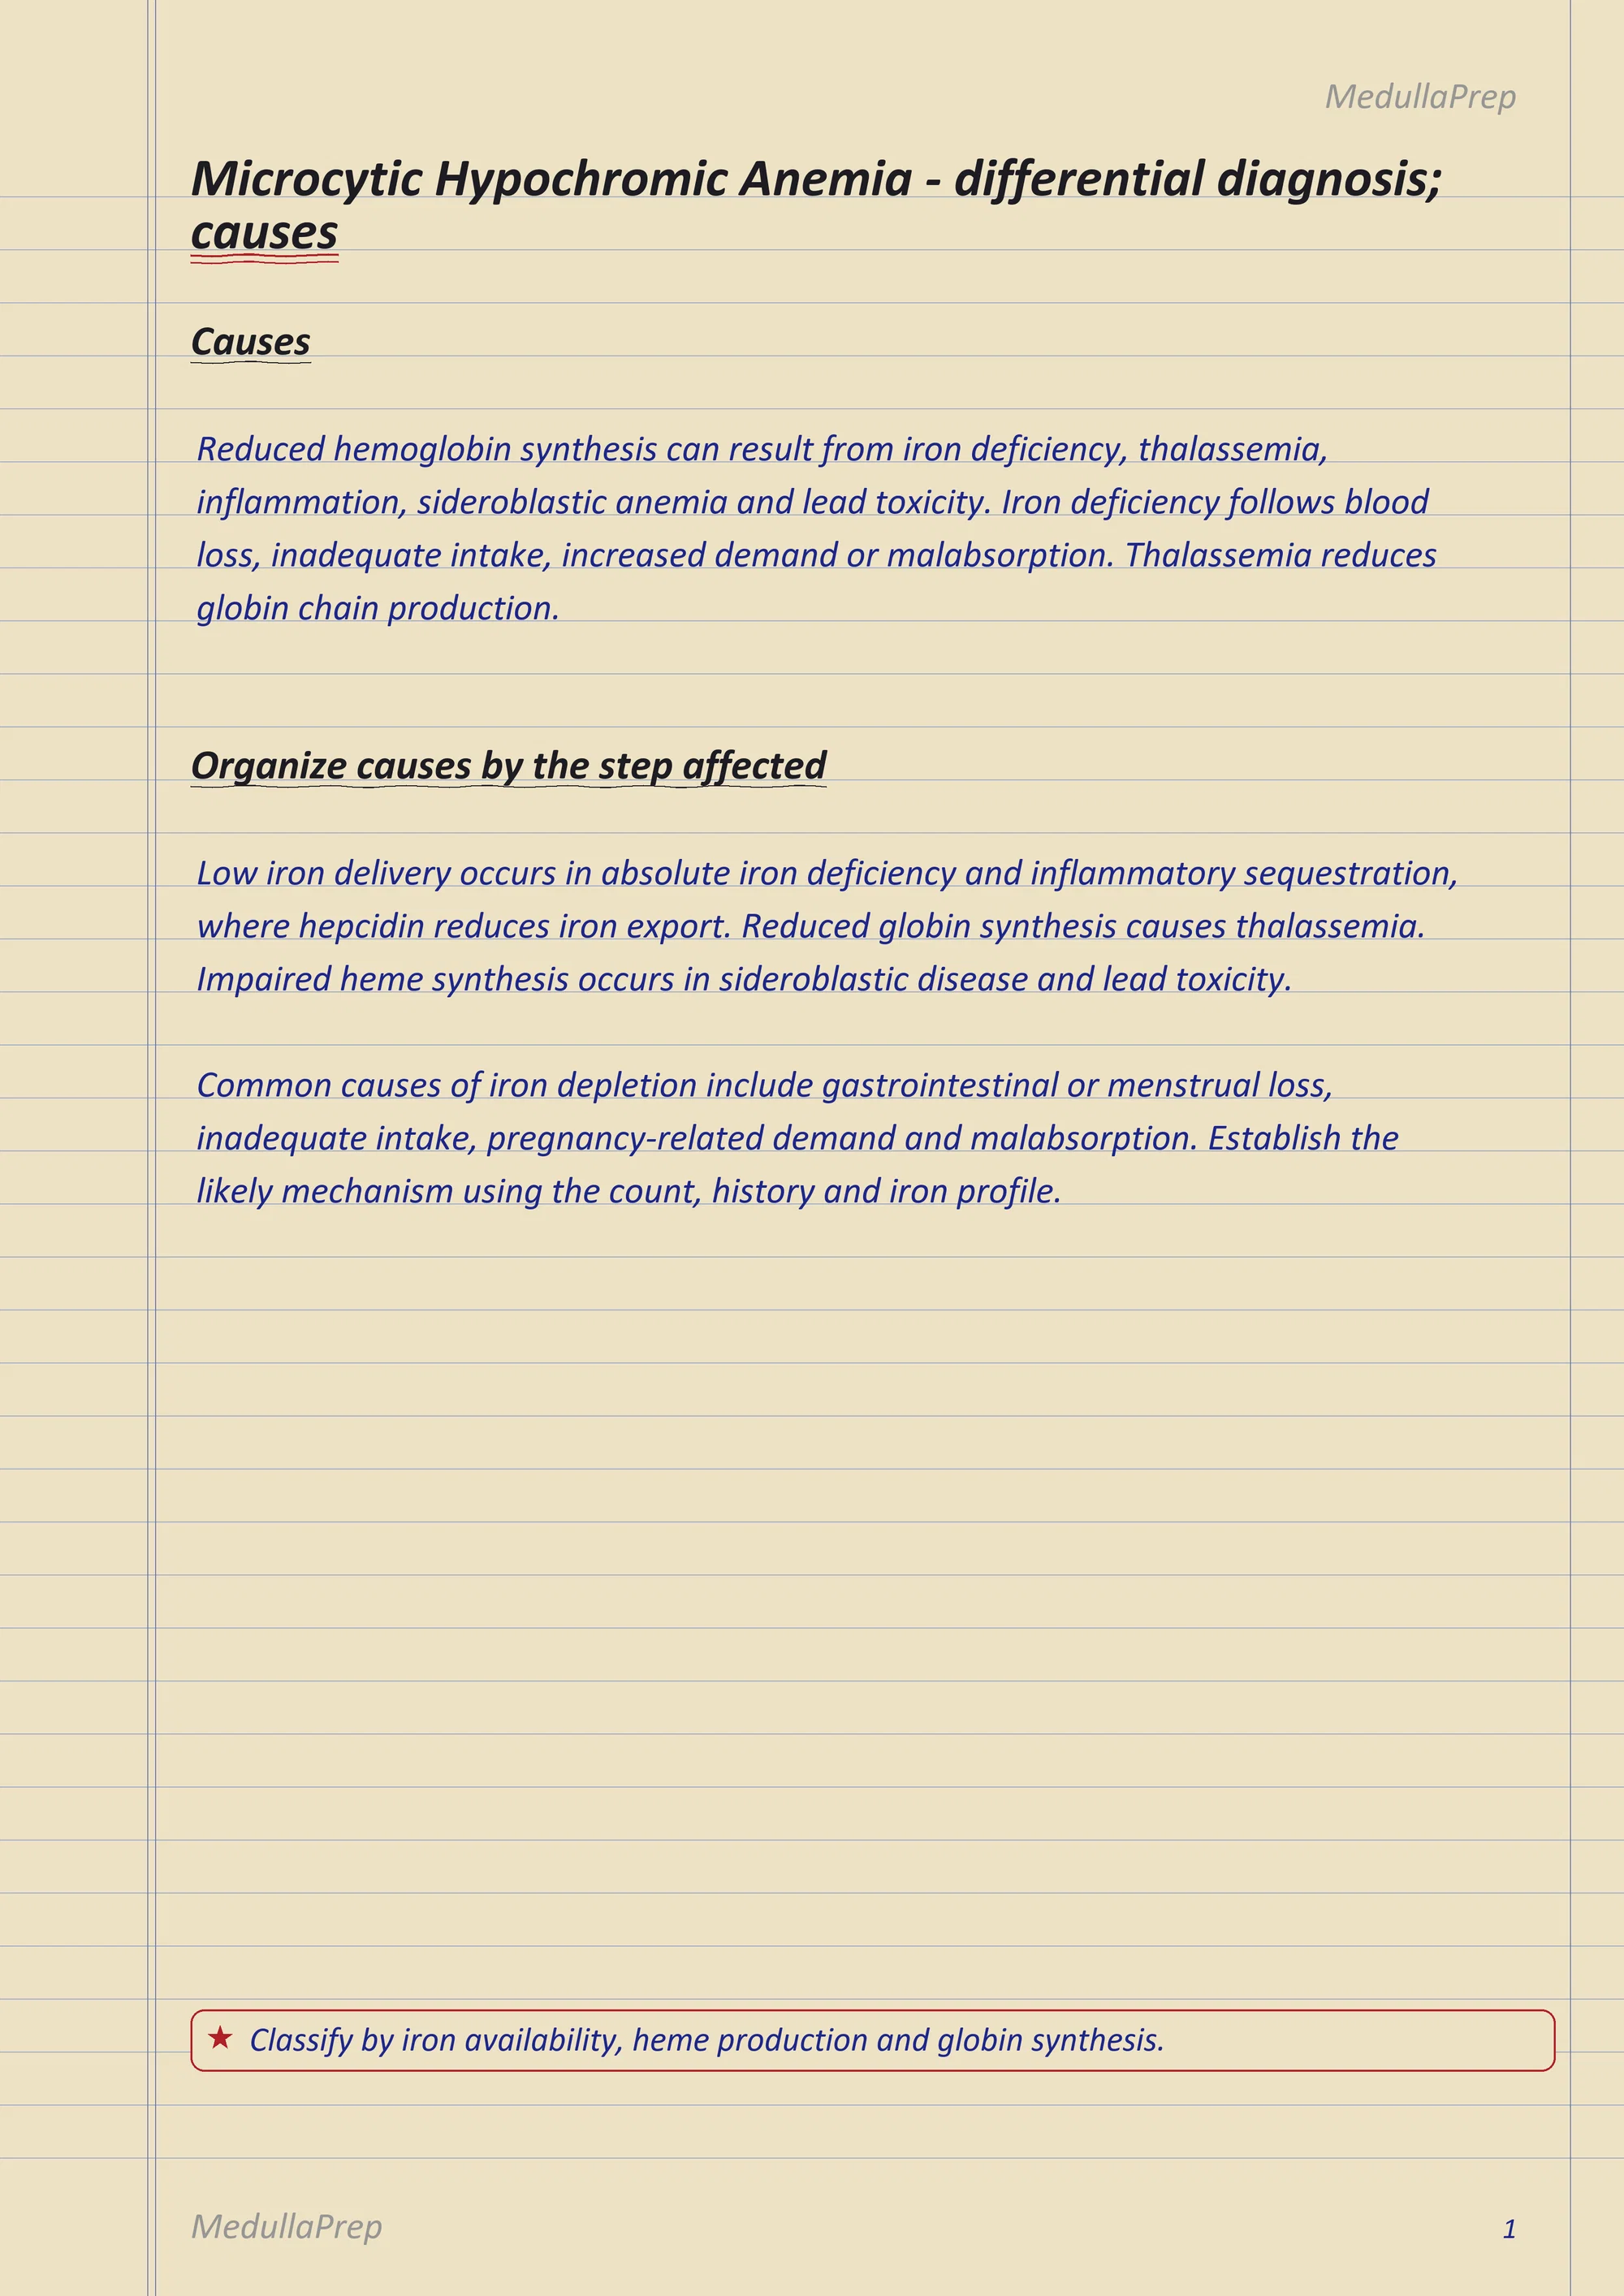 MedullaPrep
Microcytic Hypochromic Anemia - differential diagnosis;
causes
Causes
Reduced hemoglobin synthesis can result from iron deficiency, thalassemia,
inflammation, sideroblastic anemia and lead toxicity. Iron deficiency follows blood
loss, inadequate intake, increased demand or malabsorption. Thalassemia reduces
globin chain production.
Organize causes by the step affected
Low iron delivery occurs in absolute iron deficiency and inflammatory sequestration,
where hepcidin reduces iron export. Reduced globin synthesis causes thalassemia.
Impaired heme synthesis occurs in sideroblastic disease and lead toxicity.
Common causes of iron depletion include gastrointestinal or menstrual loss,
inadequate intake, pregnancy-related demand and malabsorption. Establish the
likely mechanism using the count, history and iron profile.
★ Classify by iron availability, heme production and globin synthesis.
MedullaPrep
1